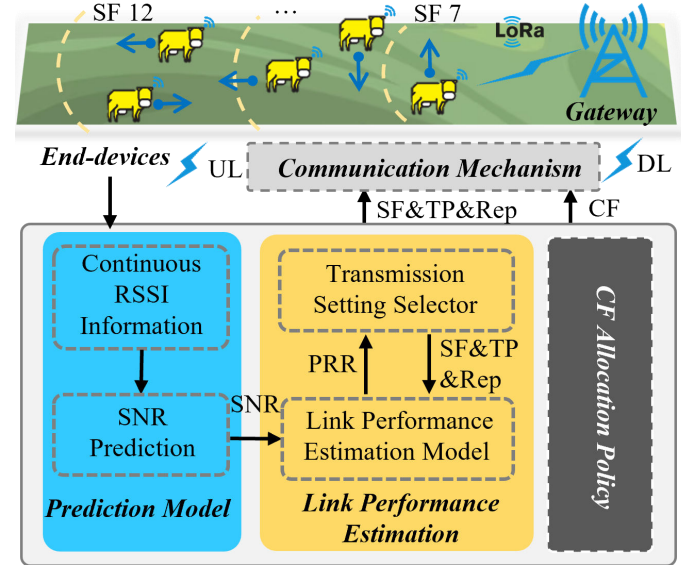 SF 12
...
SF 7
LoRa
Gateway
End-devices
UL
Communication Mechanism
DL
SF&TP&Rep
CF
Continuous
RSSI
Information
Transmission
Setting Selector
PRR
SF&TP
&Rep
SNR
Prediction
SNR
Link Performance
Estimation Model
Prediction Model
Link Performance
Estimation
CF Allocation Policy